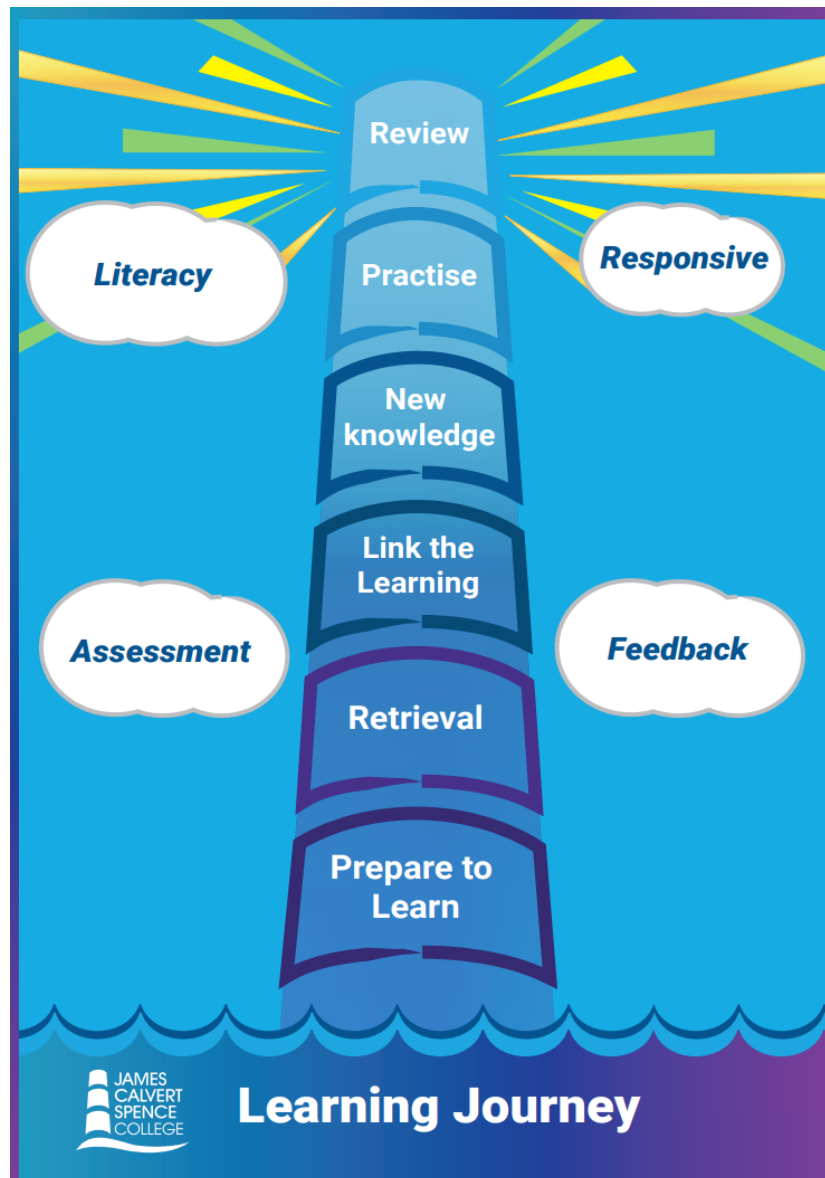 Review
Literacy
Responsive
Practise
New
knowledge
Link the
Learning
Assessment
Feedback
Retrieval
Prepare to
Learn
JAMES
CALVERT
SPENCE
COLLEGE
Learning Journey